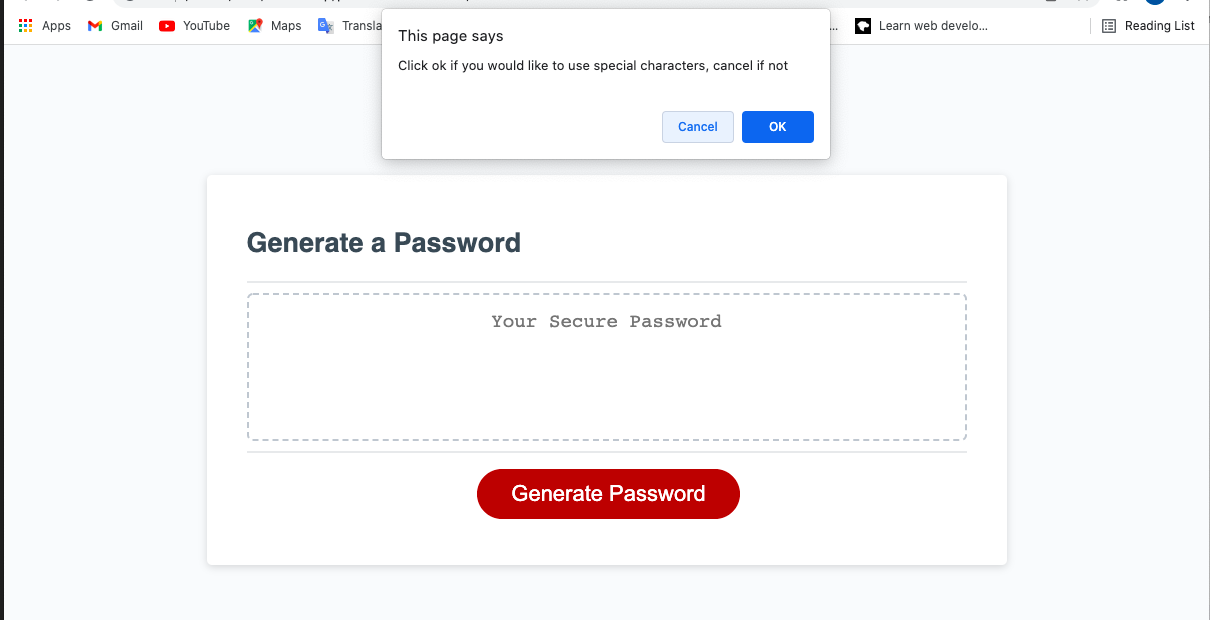 Apps Gmail YouTube Maps Transla ... Learn web develo... Reading List
This page says
Click ok if you would like to use special characters, cancel if not
Cancel OK
Generate a Password
Your Secure Password
Generate Password